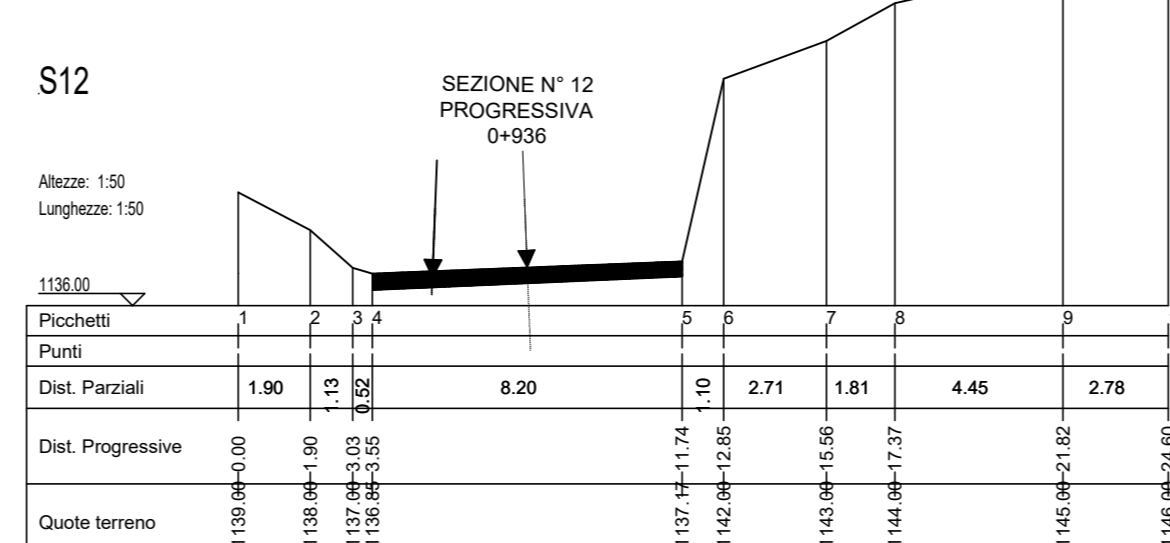 S12
SEZIONE N° 12
PROGRESSIVA
0+936
Altezze: 1:50
Lunghezze: 1:50
1136.00
Picchetti 1 2 3 4 5 6 7 8 9
Punti
Dist. Parziali 1.90 1.13 0.52 8.20 1.10 2.71 1.81 4.45 2.78
Dist. Progressive 0.00 1.90 3.03 3.55 11.74 12.85 15.56 17.37 21.82 24.60
Quote terreno 1139.00 1138.00 1137.00 1136.85 1137.17 1142.00 1143.00 1144.00 1145.00 1146.00